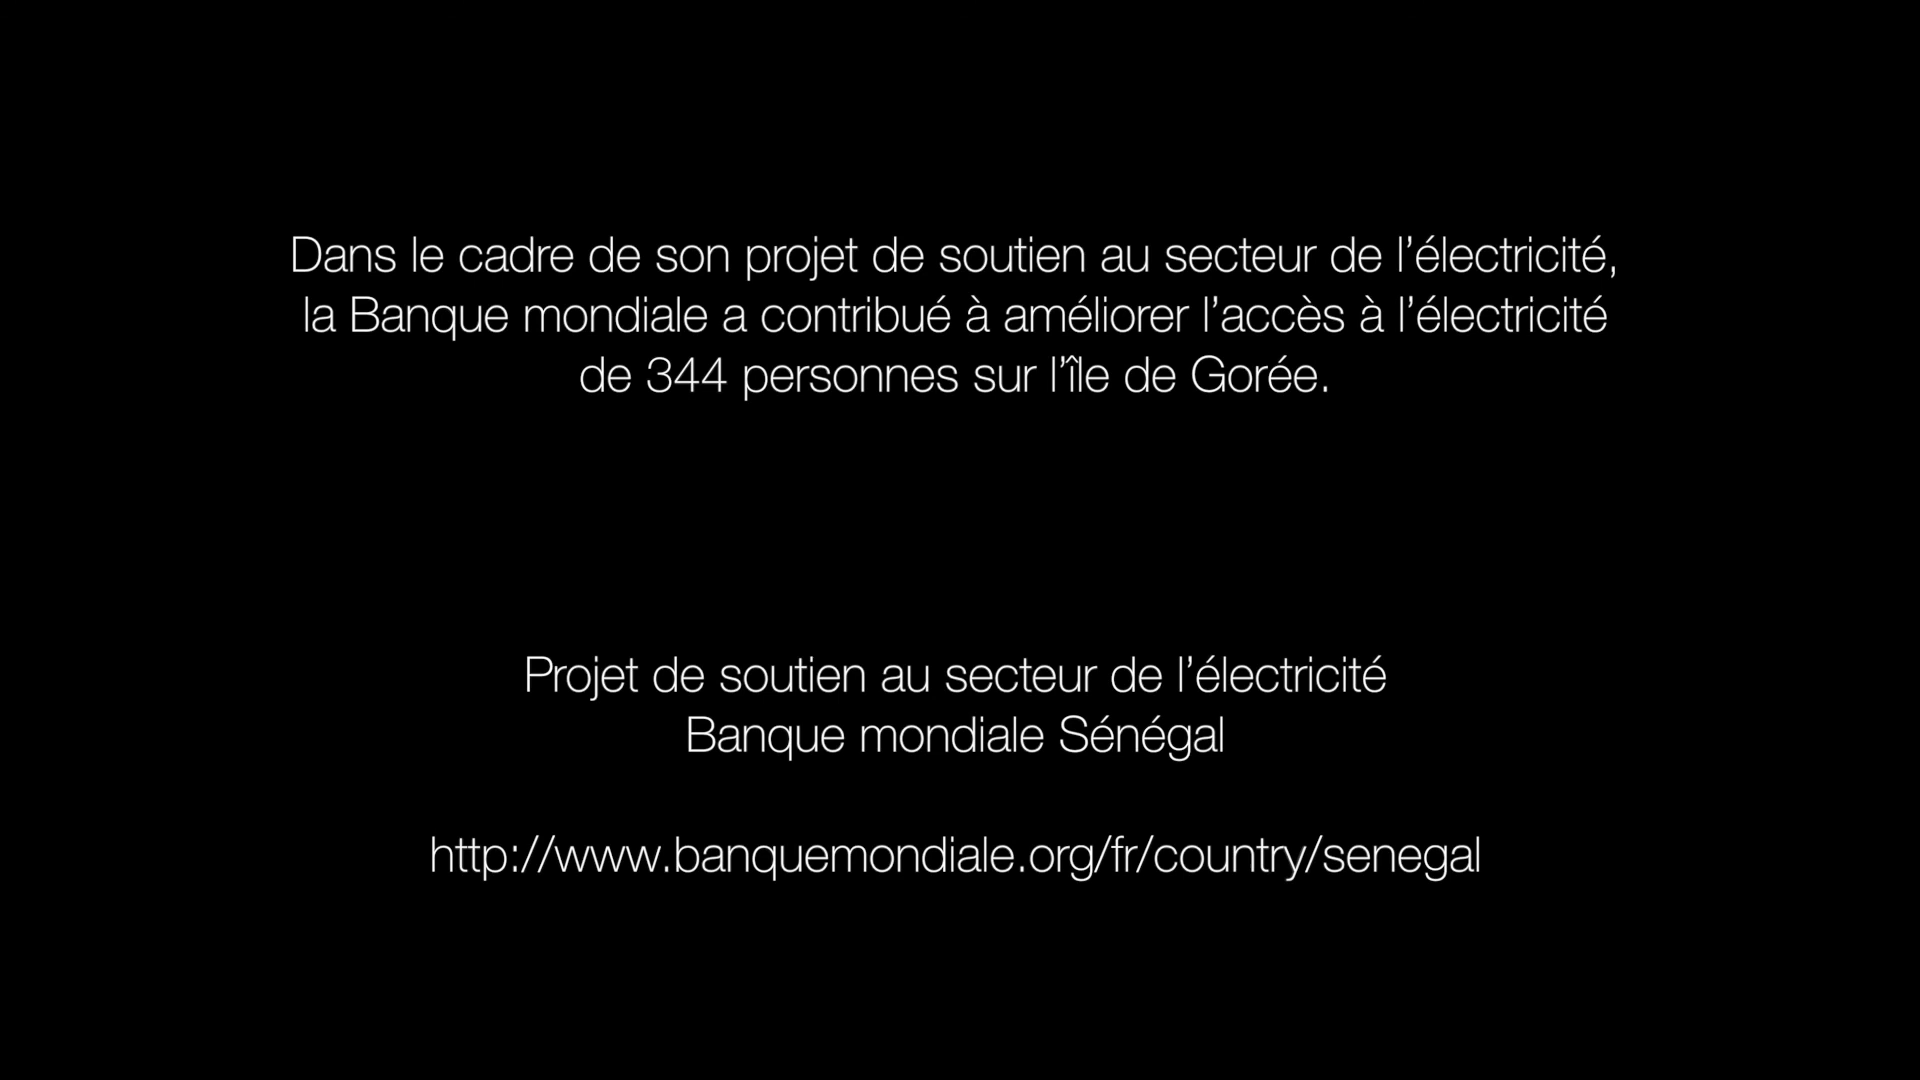 Dans le cadre de son projet de soutien au secteur de l’électricité,
la Banque mondiale a contribué à améliorer l’accès à l’électricité
de 344 personnes sur l’île de Gorée.
Projet de soutien au secteur de l’électricité
Banque mondiale Sénégal
http://www.banquemondiale.org/fr/country/senegal